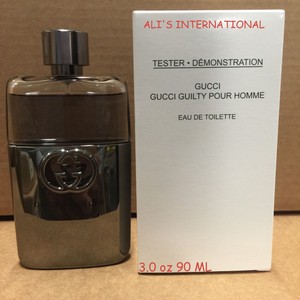 ALI'S INTERNATIONAL
TESTER • DÉMONSTRATION
GUCCI
GUCCI GUILTY POUR HOMME
EAU DE TOILETTE
3.0 oz 90 ML